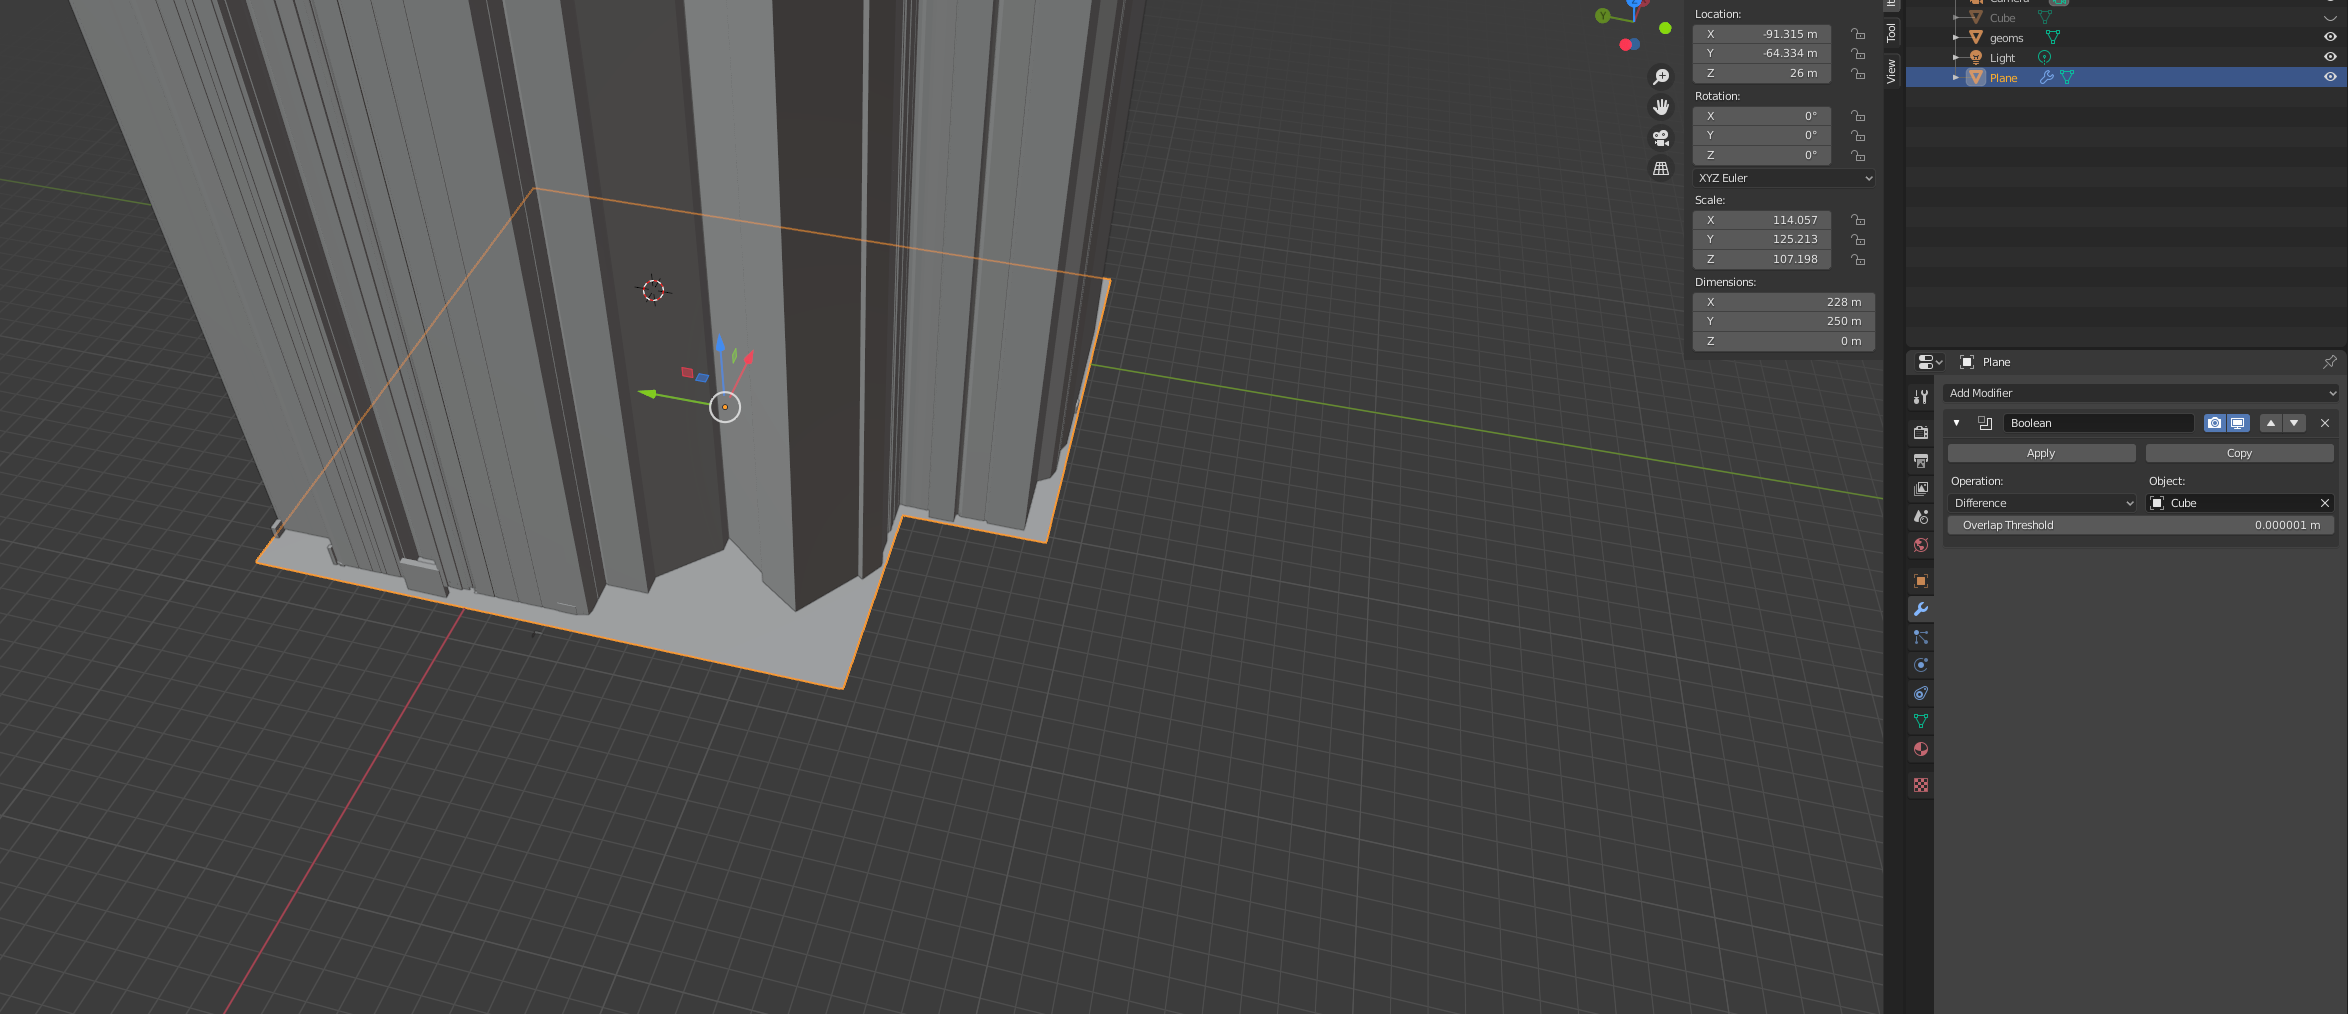 Y
Z
Location:
X -91.315 m
Y -64.334 m
Z 26 m
Rotation:
X 0°
Y 0°
Z 0°
XYZ Euler
Scale:
X 114.057
Y 125.213
Z 107.198
Dimensions:
X 228 m
Y 250 m
Z 0 m
Tool
View
Camera
Cube
geoms
Light
Plane
Plane
Add Modifier
Boolean
Apply Copy
Operation: Object:
Difference Cube
Overlap Threshold 0.000001 m